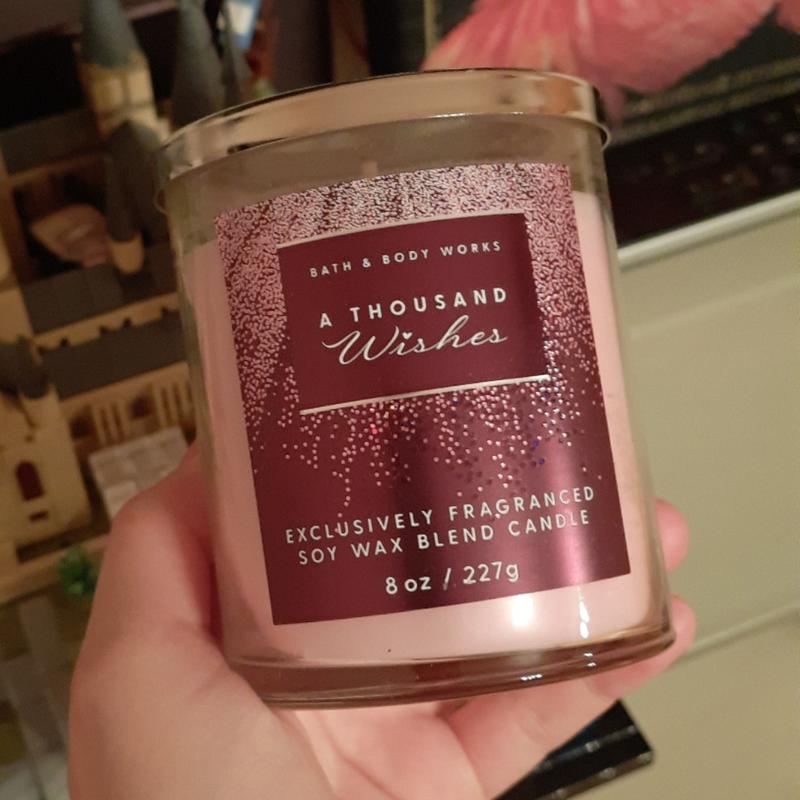 BATH & BODY WORKS
A THOUSAND
Wishes
EXCLUSIVELY FRAGRANCED
SOY WAX BLEND CANDLE
8 oz / 227g